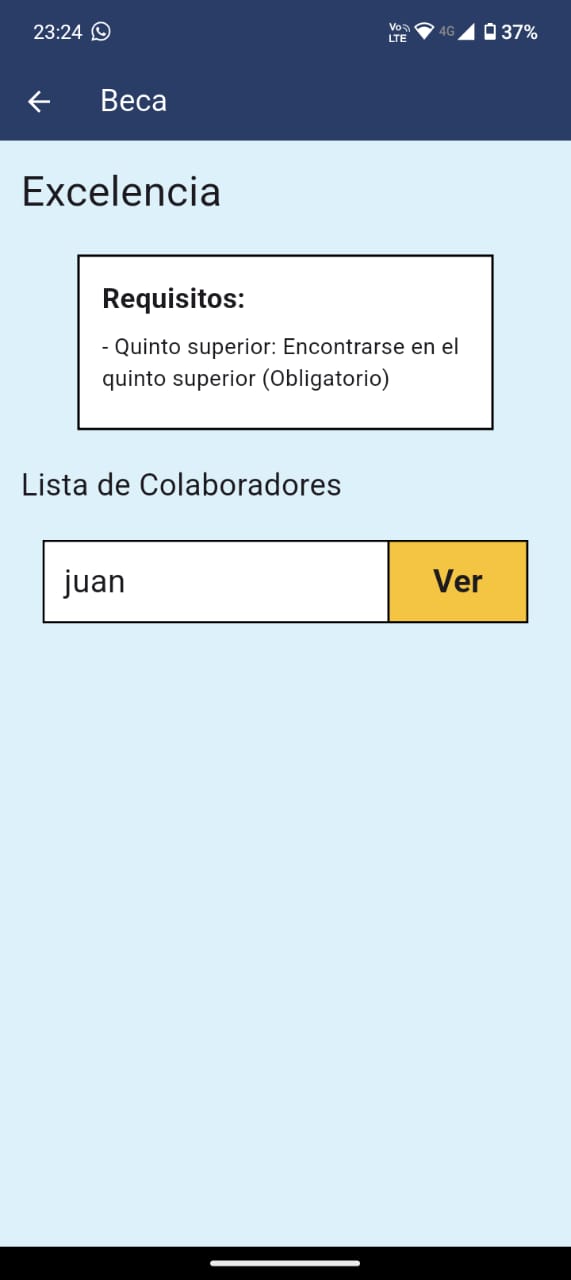 23:24
Vo LTE 4G 37%
Beca
Excelencia
Requisitos:
- Quinto superior: Encontrarse en el
quinto superior (Obligatorio)
Lista de Colaboradores
juan
Ver